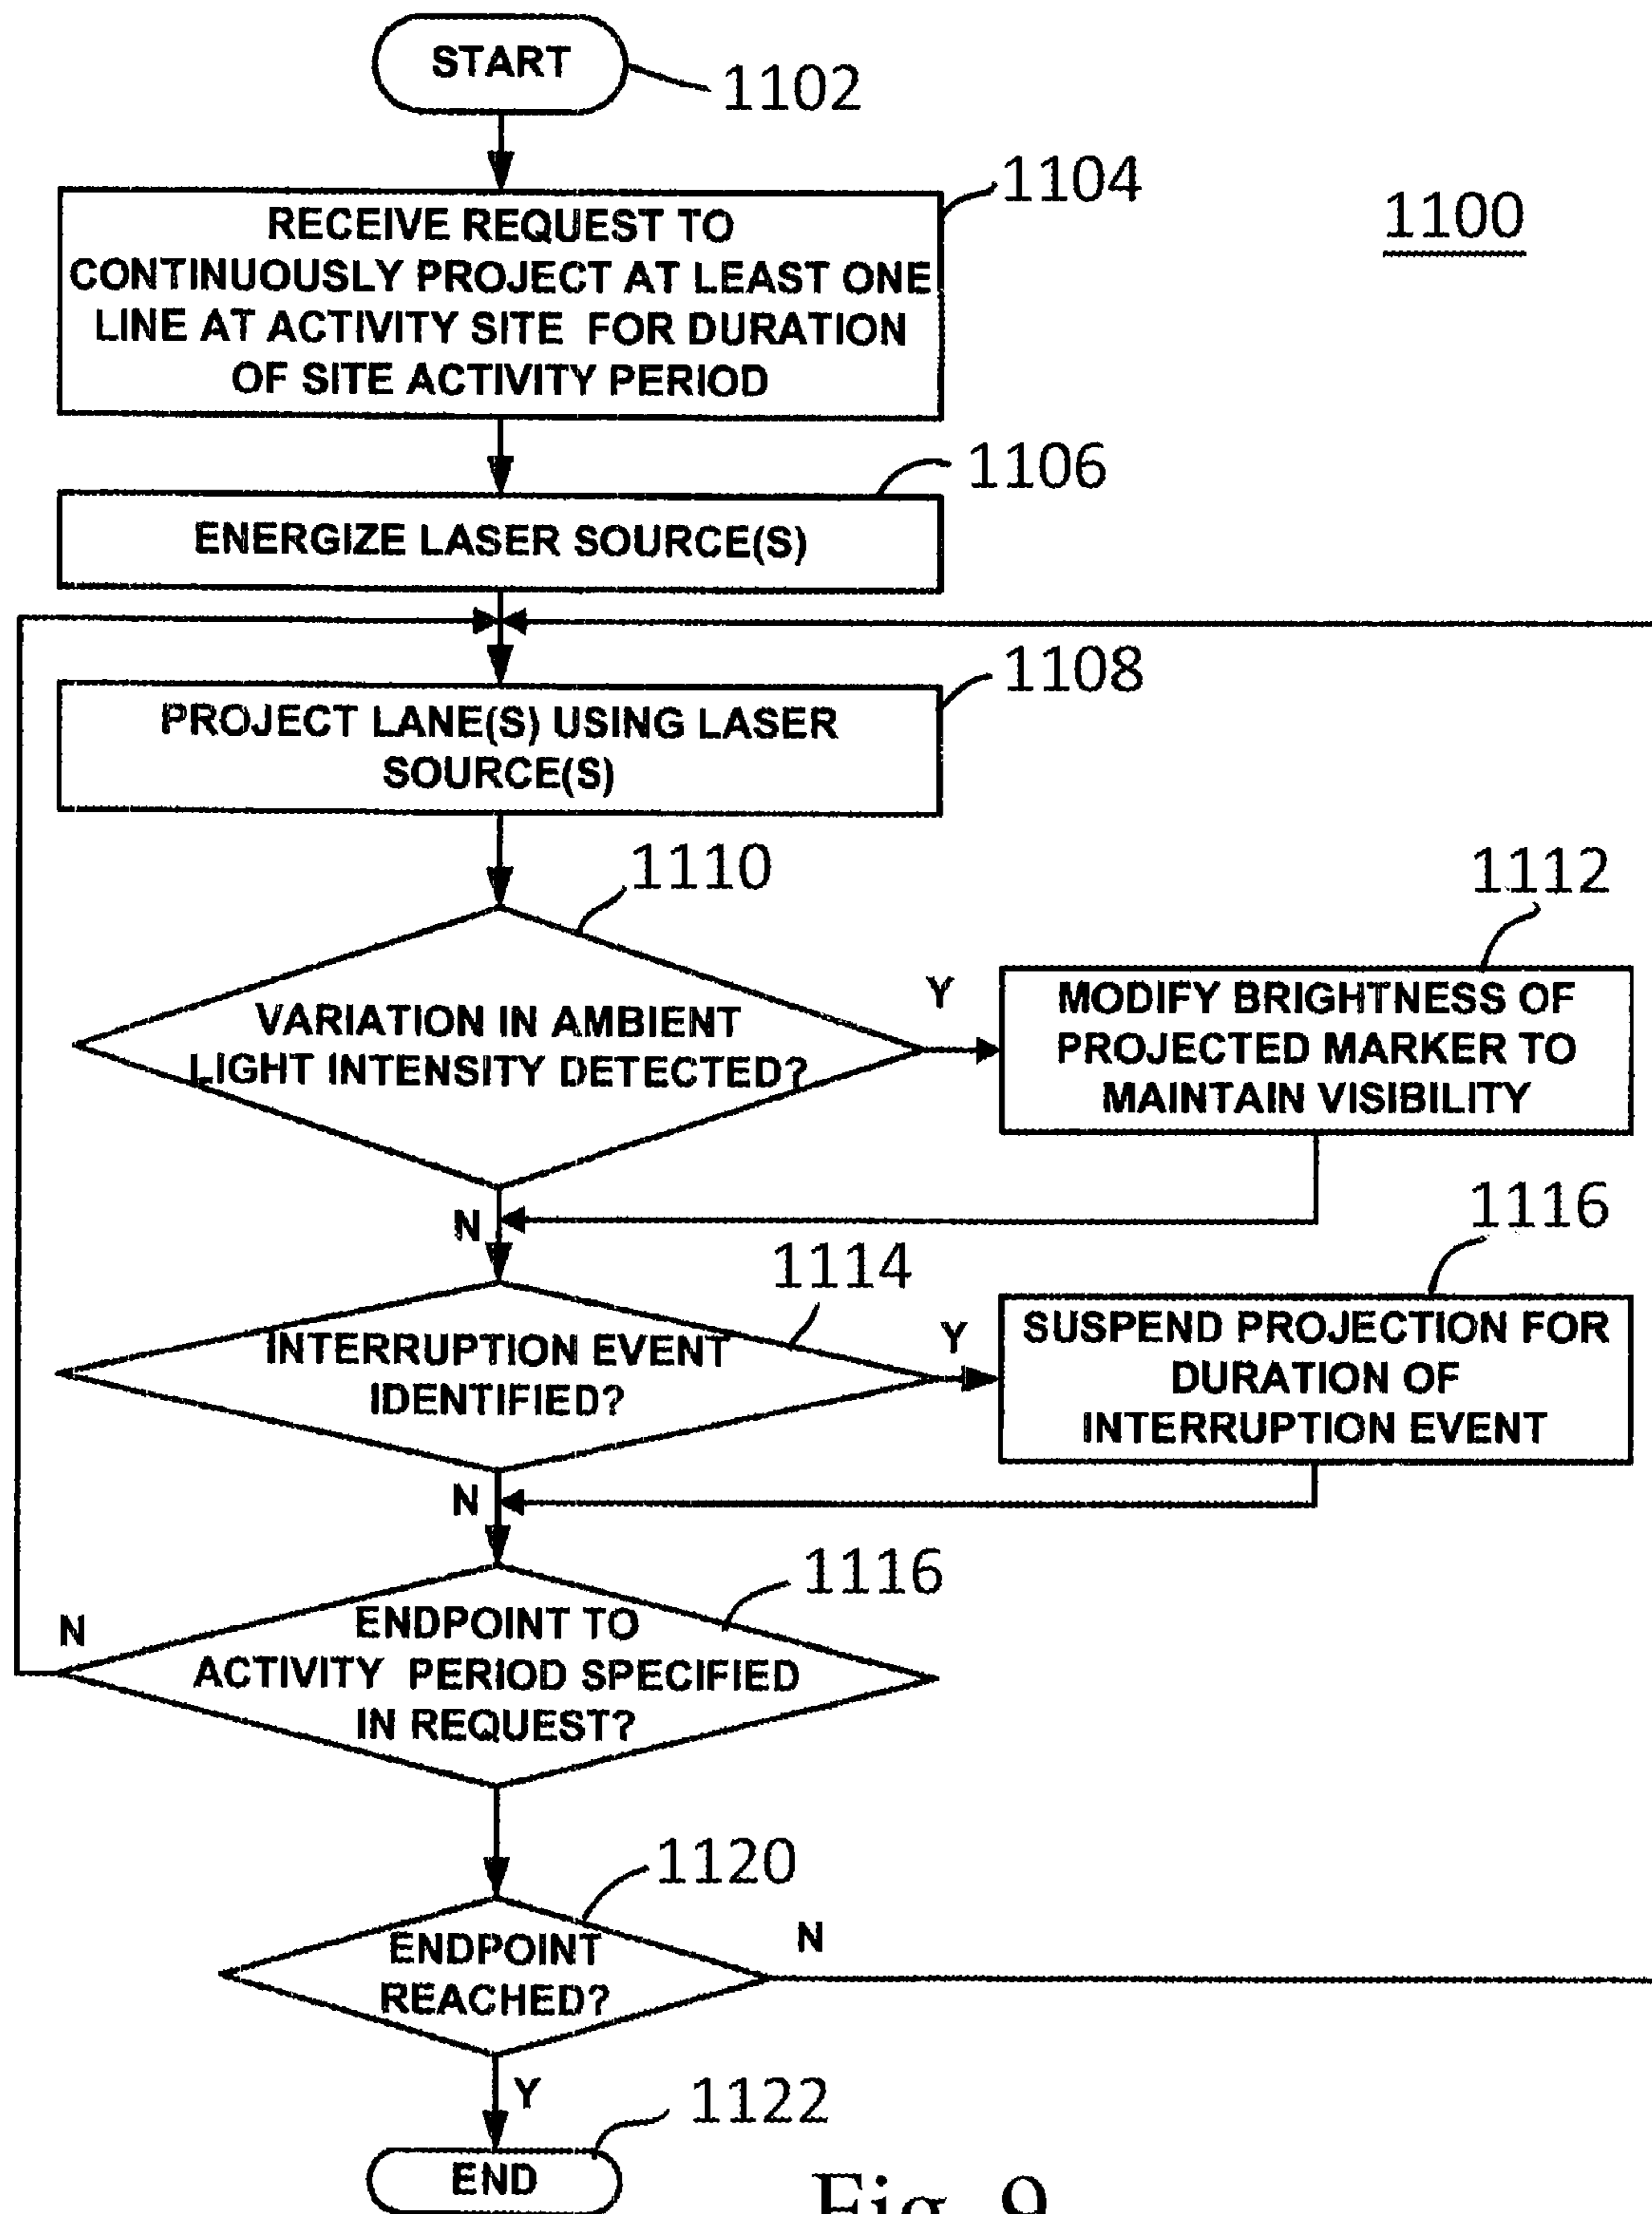 START
1102
1104
1100
RECEIVE REQUEST TO
CONTINUOUSLY PROJECT AT LEAST ONE
LINE AT ACTIVITY SITE FOR DURATION
OF SITE ACTIVITY PERIOD
1106
ENERGIZE LASER SOURCE(S)
1108
PROJECT LANE(S) USING LASER
SOURCE(S)
1110
1112
VARIATION IN AMBIENT
LIGHT INTENSITY DETECTED?
Y
MODIFY BRIGHTNESS OF
PROJECTED MARKER TO
MAINTAIN VISIBILITY
N
1114
1116
INTERRUPTION EVENT
IDENTIFIED?
Y
SUSPEND PROJECTION FOR
DURATION OF
INTERRUPTION EVENT
N
1116
ENDPOINT TO
ACTIVITY PERIOD SPECIFIED
IN REQUEST?
N
1120
ENDPOINT
REACHED?
N
Y
1122
END
Fig. 9